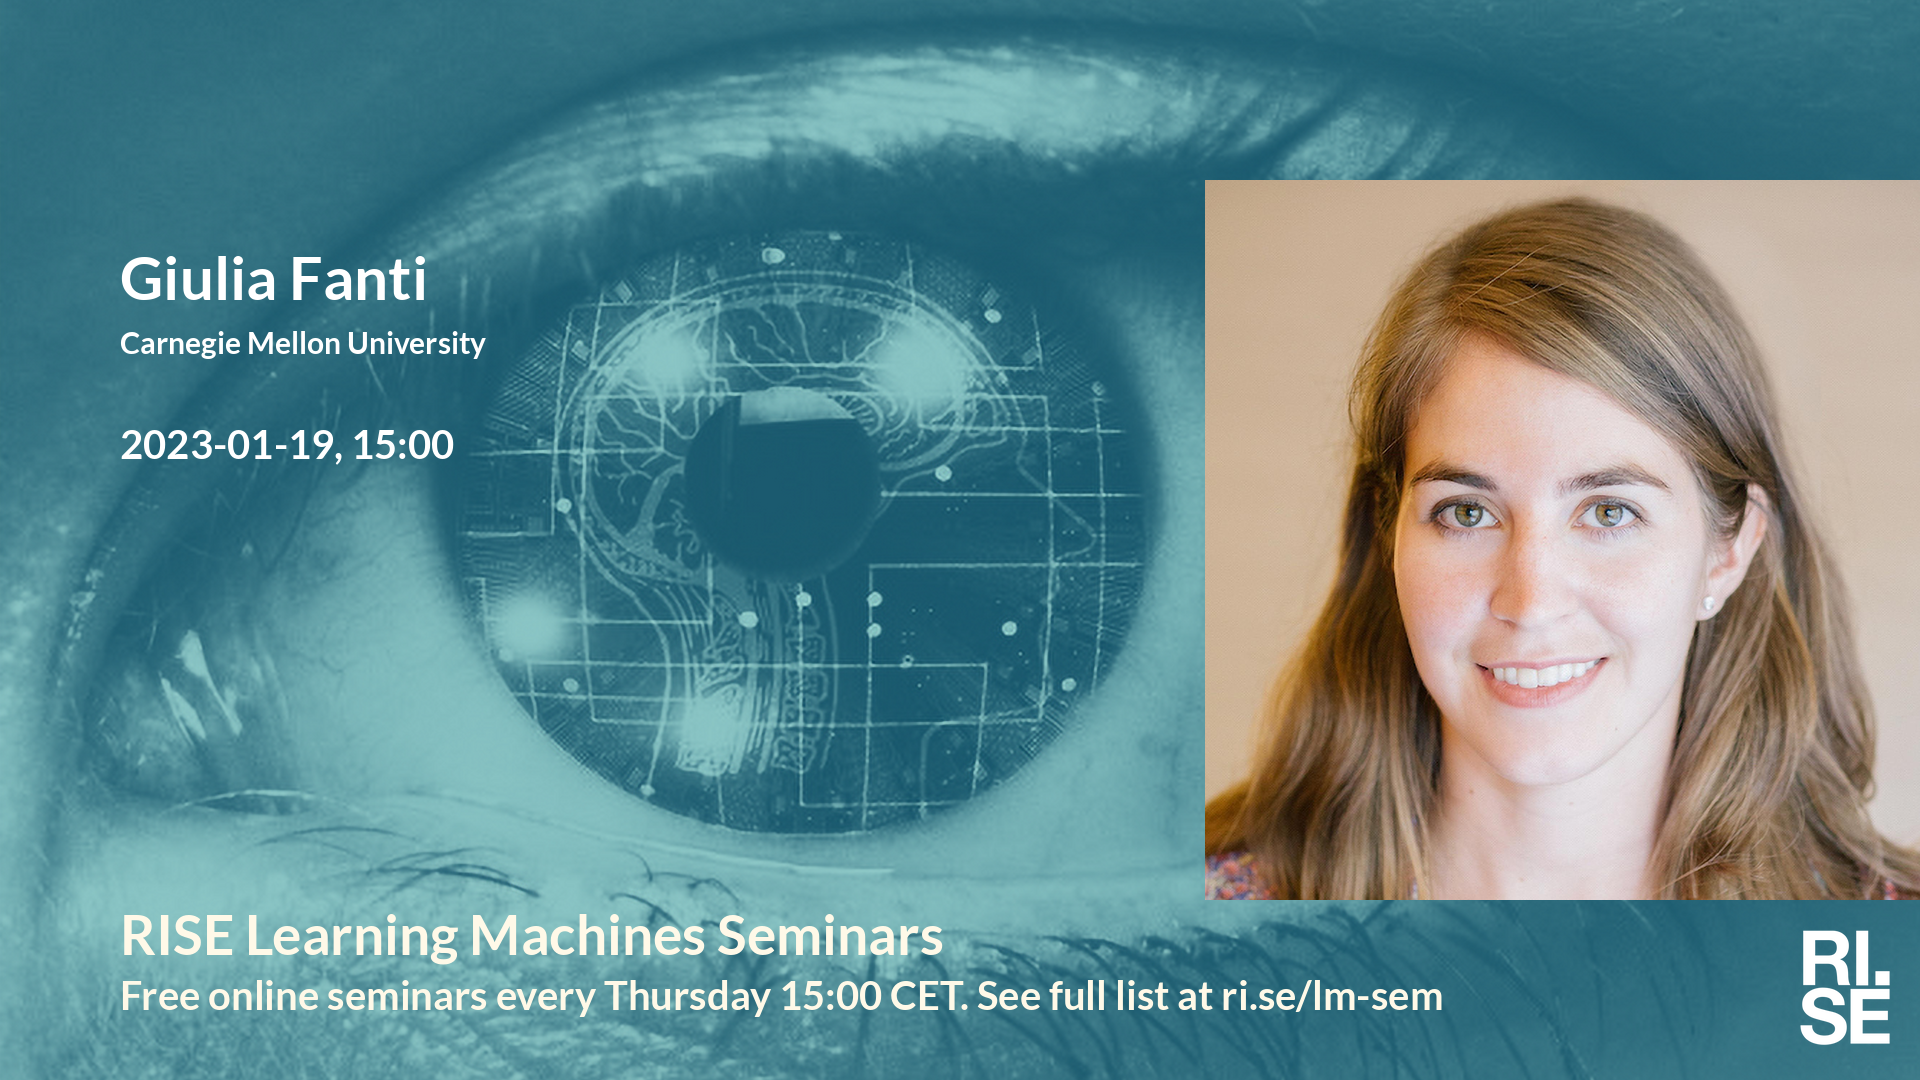 Giulia Fanti
Carnegie Mellon University
2023-01-19, 15:00
RISE Learning Machines Seminars
Free online seminars every Thursday 15:00 CET. See full list at ri.se/lm-sem
RI.
SE